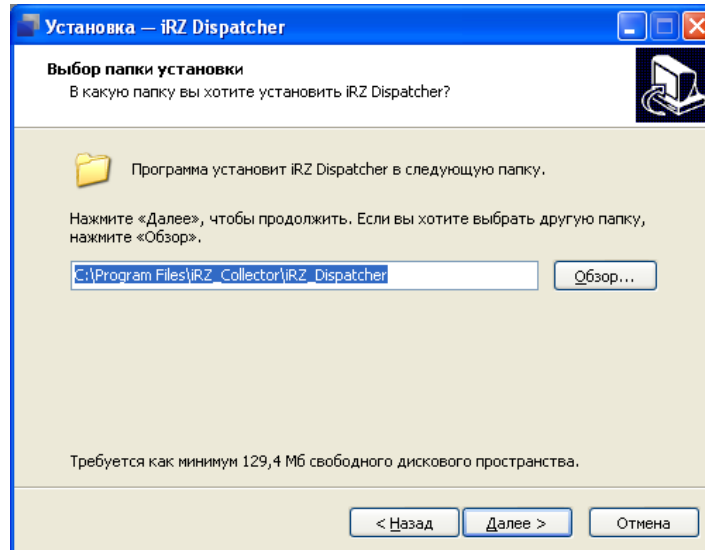 Установка — iRZ Dispatcher
Выбор папки установки
В какую папку вы хотите установить iRZ Dispatcher?
Программа установит iRZ Dispatcher в следующую папку.
Нажмите «Далее», чтобы продолжить. Если вы хотите выбрать другую папку,
нажмите «Обзор».
C:\Program Files\iRZ_Collector\iRZ_Dispatcher
Обзор...
Требуется как минимум 129,4 Мб свободного дискового пространства.
< Назад
Далее >
Отмена